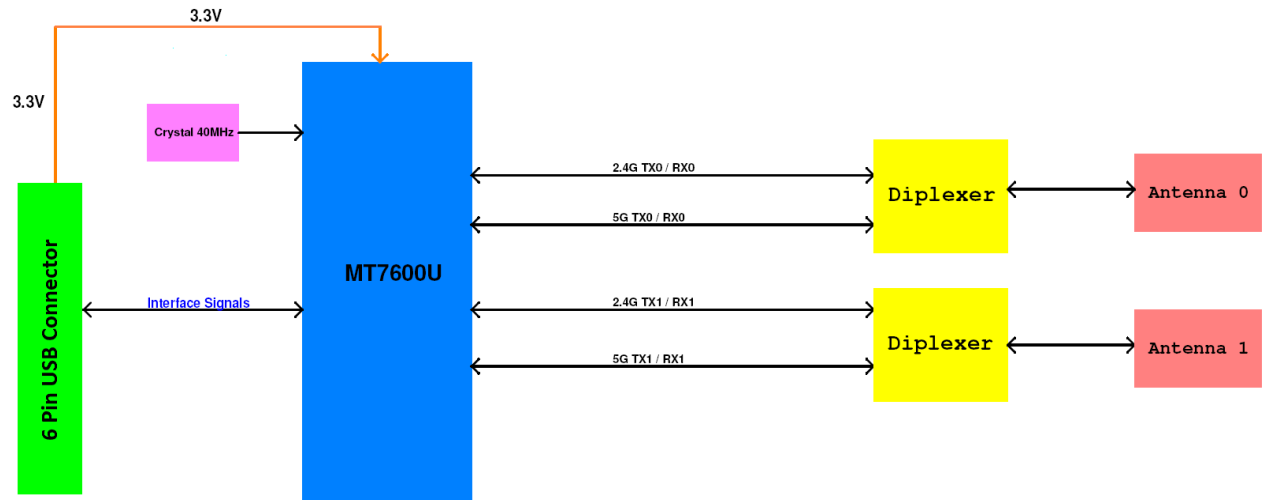 3.3V
3.3V
Crystal 40MHz
2.4G TX0 / RX0
Diplexer
Antenna 0
5G TX0 / RX0
6 Pin USB Connector
MT7600U
Interface Signals
2.4G TX1 / RX1
Diplexer
Antenna 1
5G TX1 / RX1